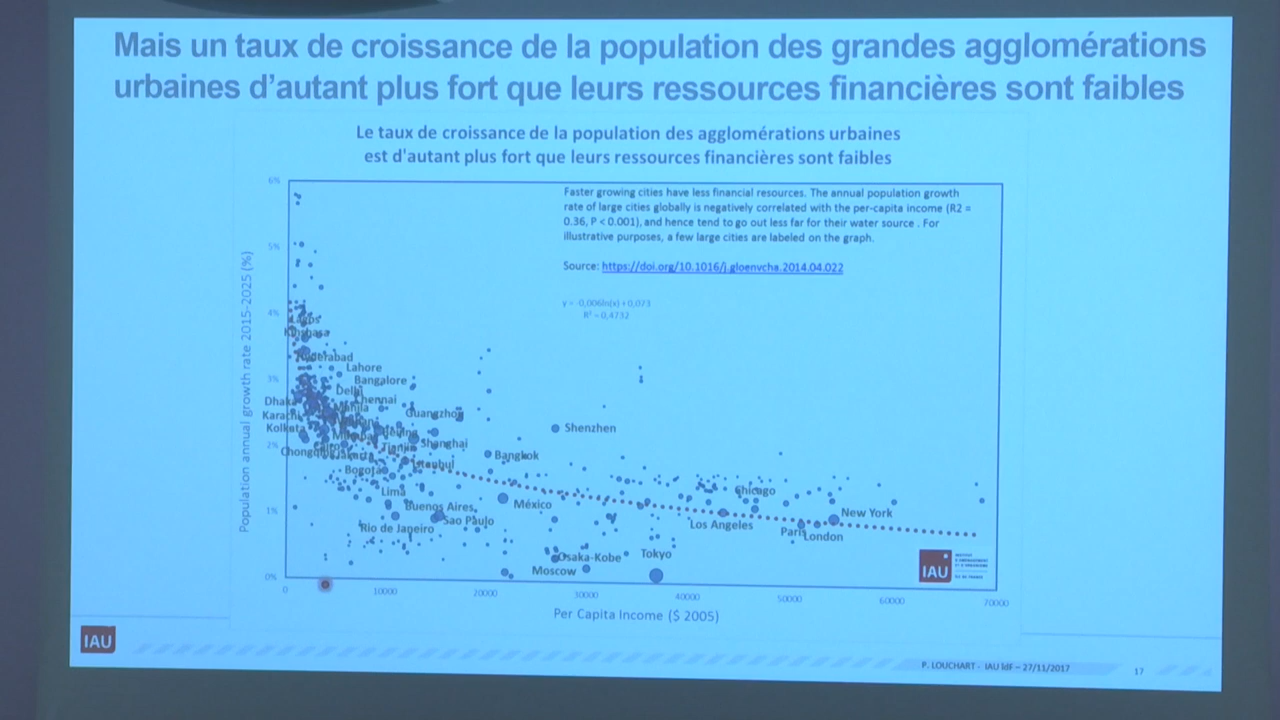 Mais un taux de croissance de la population des grandes agglomérations
urbaines d'autant plus fort que leurs ressources financières sont faibles
Le taux de croissance de la population des agglomérations urbaines
est d'autant plus fort que leurs ressources financières sont faibles
Faster growing cities have less financial resources. The annual population growth
rate of large cities globally is negatively correlated with the per-capita income (R2 =
0.36, P < 0.001), and hence tend to go out less far for their water source . For
illustrative purposes, a few large cities are labeled on the graph.
Source: https://doi.org/10.1016/j.gloenvcha.2014.04.022
R² = 0,4732
Population annual growth rate 2015-2025 (%)
6%
5%
4%
3%
2%
1%
0%
Lagos
Kinshasa
Hyderabad
Lahore
Bangalore
Delhi
Chennai
Dhaka
Manila
Karachi
Guangzhou
Kolkata
Mumbai
Beijing
Shenzhen
Cairo
Tianjin
Shanghai
Chongqing
Jakarta
Bangkok
Istanbul
Bogota
Lima
Chicago
Buenos Aires
México
Sao Paulo
Rio de Janeiro
Los Angeles
New York
Paris
London
Osaka-Kobe
Tokyo
Moscow
IAU
0
10000
20000
30000
40000
50000
60000
70000
Per Capita Income ($ 2005)
IAU
P. LOUCHART - IAU IdF – 27/11/2017
17